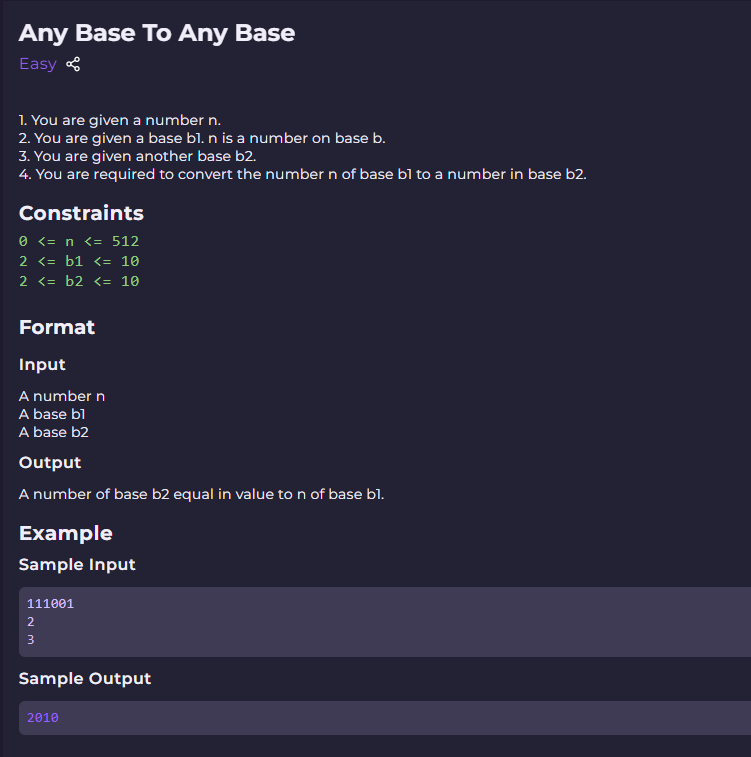 Any Base To Any Base
Easy
1. You are given a number n.
2. You are given a base b1. n is a number on base b.
3. You are given another base b2.
4. You are required to convert the number n of base b1 to a number in base b2.
Constraints
0 <= n <= 512
2 <= b1 <= 10
2 <= b2 <= 10
Format
Input
A number n
A base b1
A base b2
Output
A number of base b2 equal in value to n of base b1.
Example
Sample Input
111001
2
3
Sample Output
2010